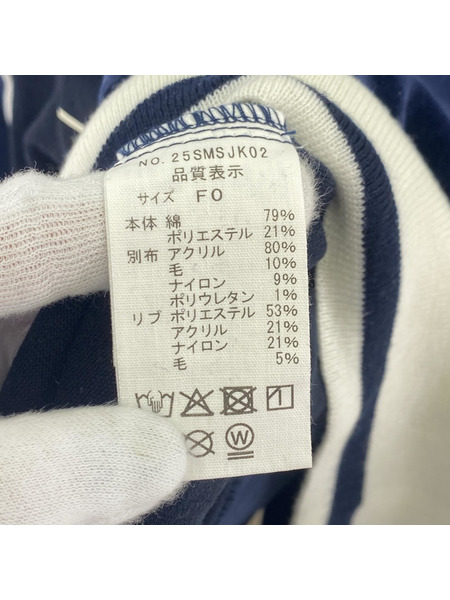 NO. 25SMSJK02
品質表示
サイズ FO
本体 綿 79%
ポリエステル 21%
別布 アクリル 80%
毛 10%
ナイロン 9%
ポリウレタン 1%
リブ ポリエステル 53%
アクリル 21%
ナイロン 21%
毛 5%
W